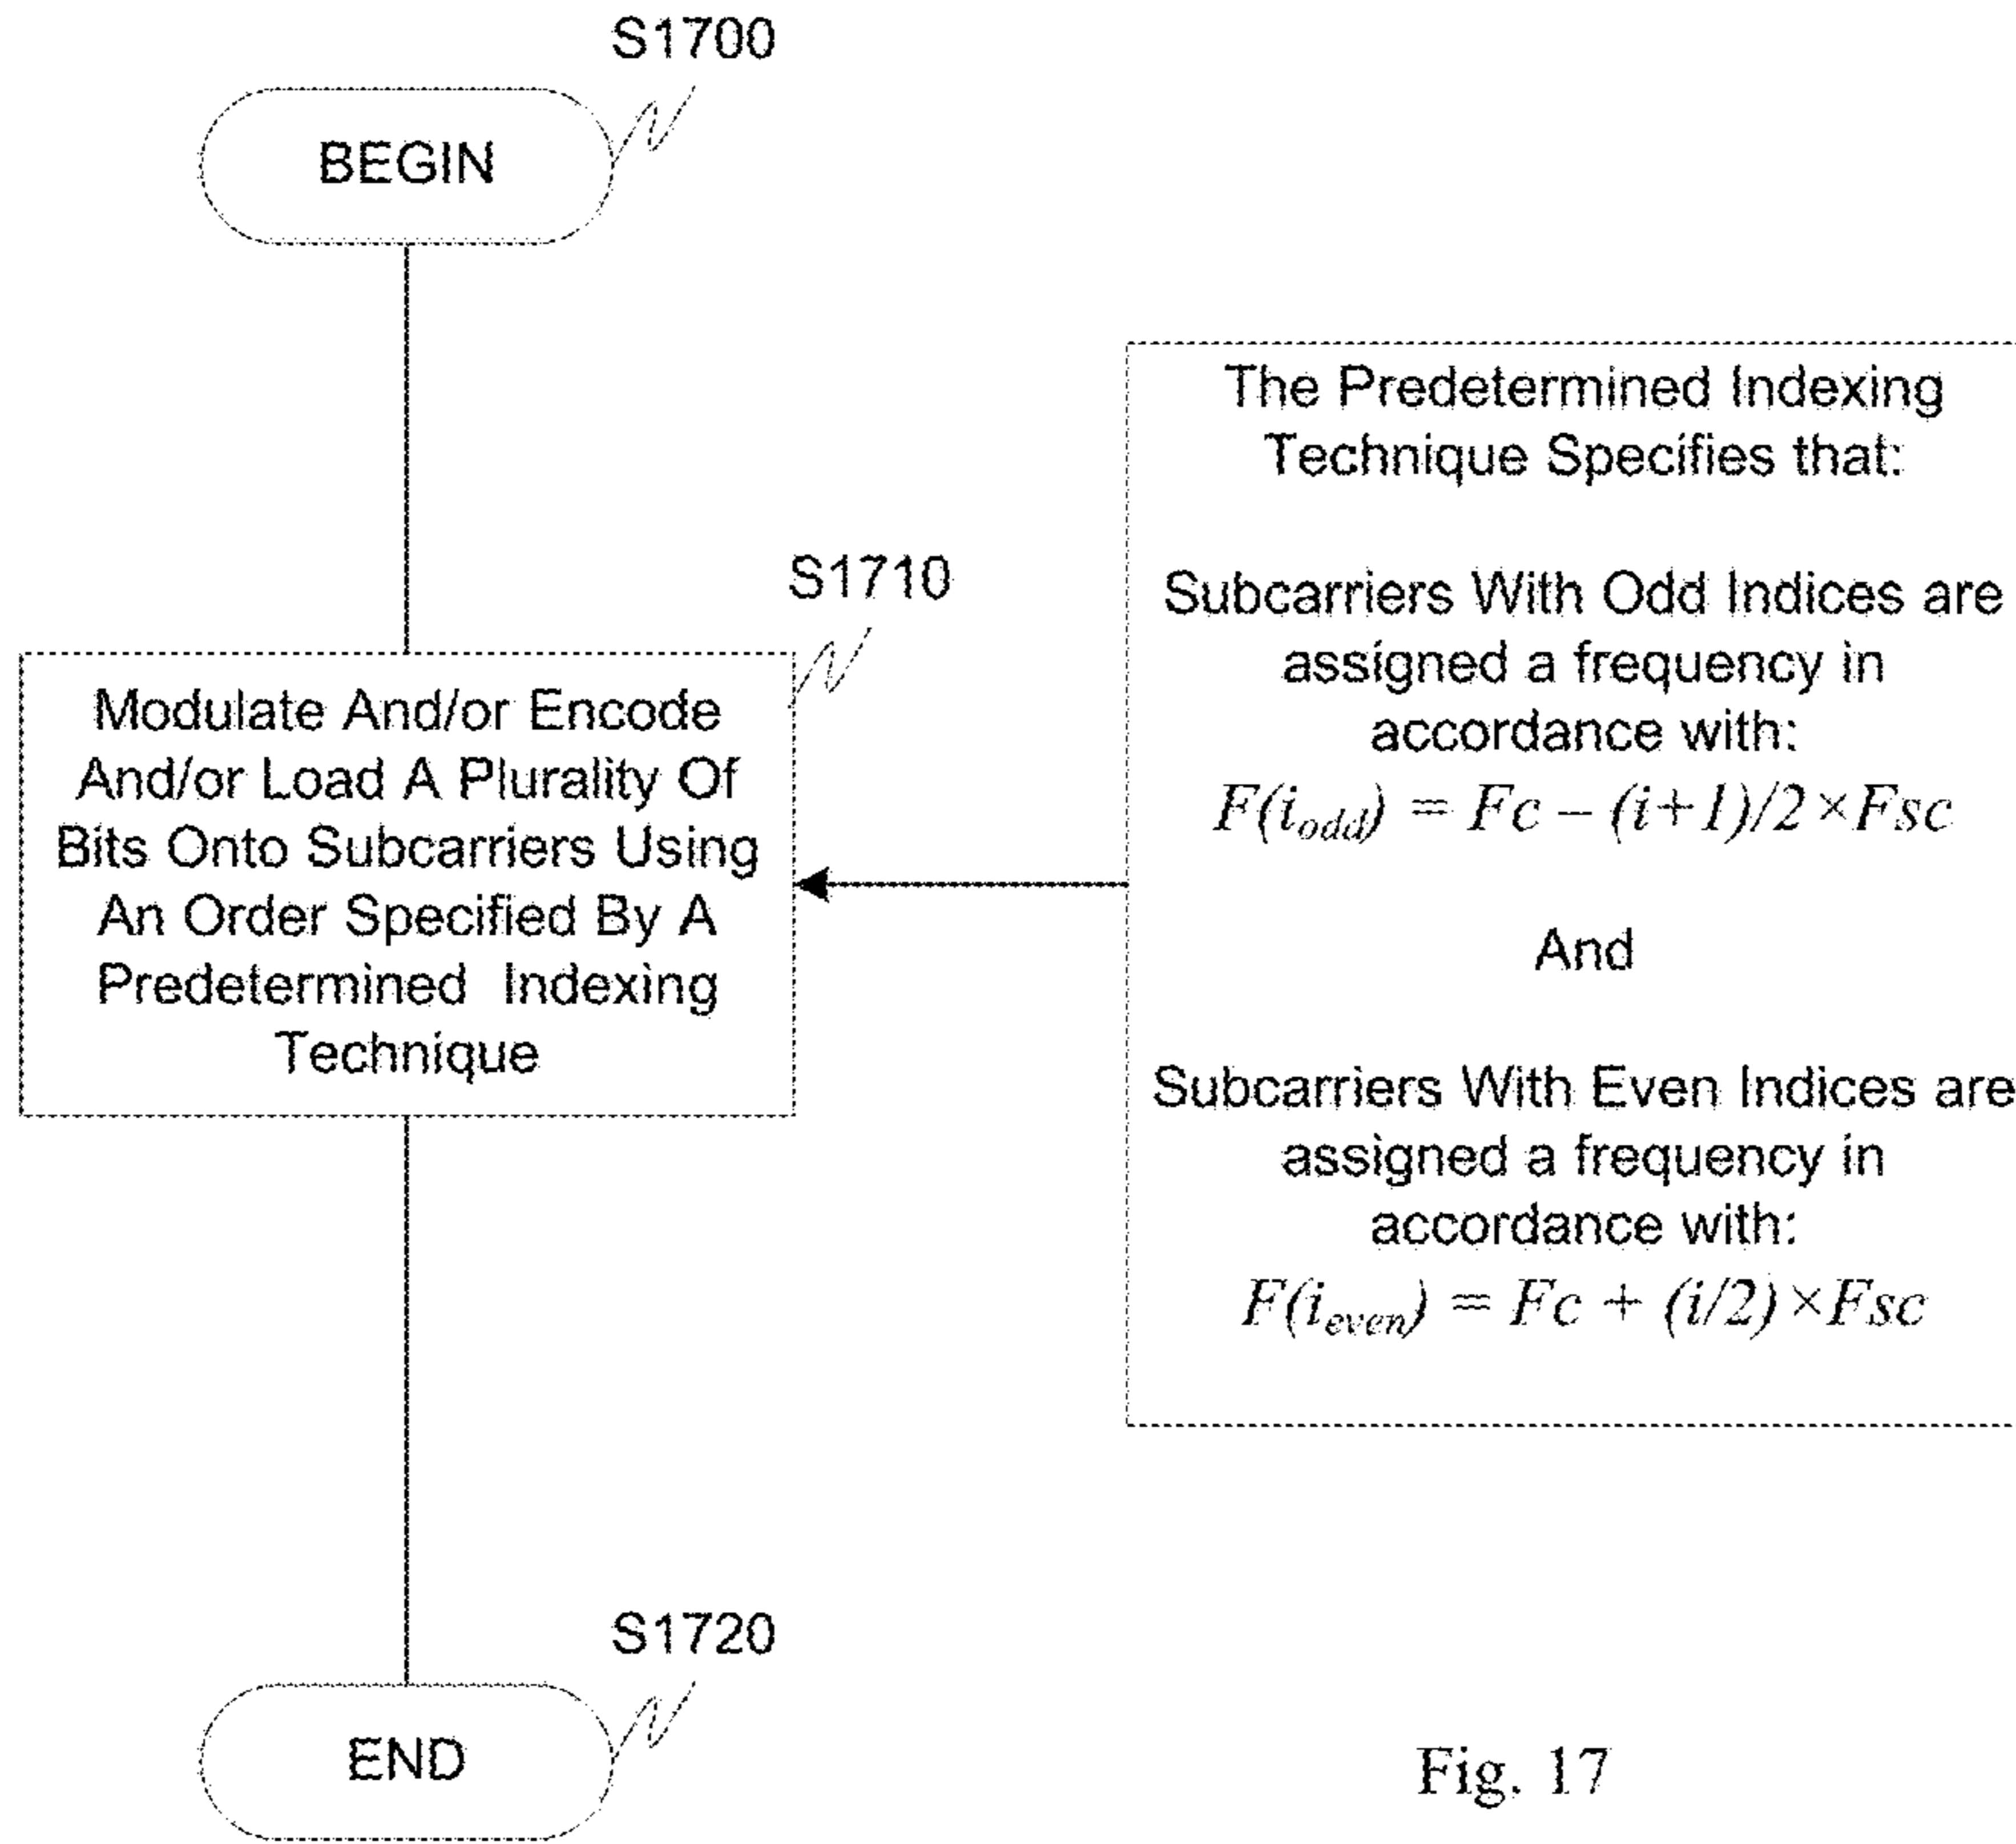 S1700
BEGIN
S1710
Modulate And/or Encode
And/or Load A Plurality Of
Bits Onto Subcarriers Using
An Order Specified By A
Predetermined Indexing
Technique
The Predetermined Indexing
Technique Specifies that:
Subcarriers With Odd Indices are
assigned a frequency in
accordance with:
F(i_odd) = Fc – (i+1)/2×Fsc
And
Subcarriers With Even Indices are
assigned a frequency in
accordance with:
F(i_even) = Fc + (i/2)×Fsc
S1720
END
Fig. 17